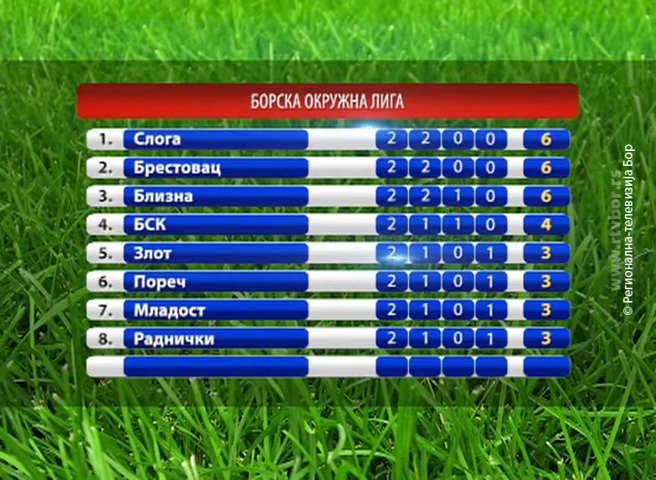 БОРСКА ОКРУЖНА ЛИГА
1. Слога 2 2 0 0 6
2. Брестовац 2 2 0 0 6
3. Близна 2 2 1 0 6
4. БСК 2 1 1 0 4
5. Злот 2 1 0 1 3
6. Пореч 2 1 0 1 3
7. Младост 2 1 0 1 3
8. Раднички 2 1 0 1 3
www.rtvbor.rs
© Регионална-телевизија Бор